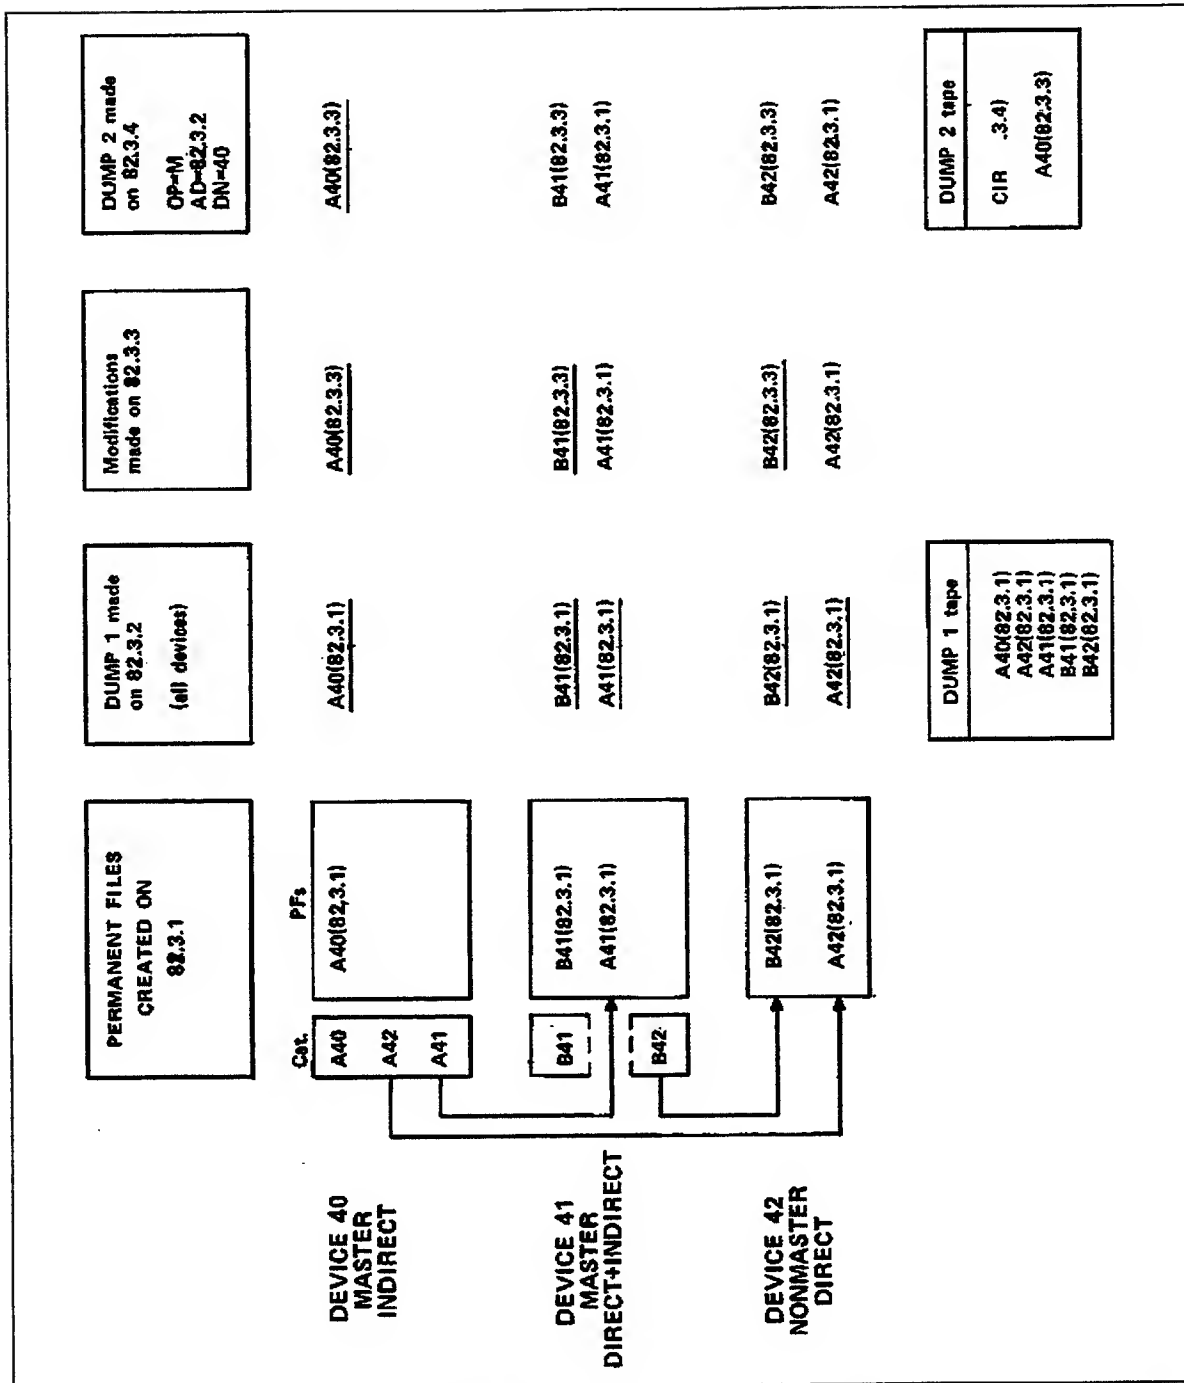 PERMANENT FILES
CREATED ON
82.3.1
DUMP 1 made
on 82.3.2
(all devices)
Modifications
made on 82.3.3
DUMP 2 made
on 82.3.4
OP=M
AD=82.3.2
DN=40
Cat.
PFs
DEVICE 40
MASTER
INDIRECT
A40
A42
A41
A40(82.3.1)
A40(82.3.1)
A40(82.3.3)
A40(82.3.3)
DEVICE 41
MASTER
DIRECT+INDIRECT
B41
B42
B41(82.3.1)
A41(82.3.1)
B41(82.3.1)
A41(82.3.1)
B41(82.3.3)
A41(82.3.1)
B41(82.3.3)
A41(82.3.1)
DEVICE 42
NONMASTER
DIRECT
B42(82.3.1)
A42(82.3.1)
B42(82.3.1)
A42(82.3.1)
B42(82.3.3)
A42(82.3.1)
B42(82.3.3)
A42(82.3.1)
DUMP 1 tape
A40(82.3.1)
A42(82.3.1)
A41(82.3.1)
B41(82.3.1)
B42(82.3.1)
DUMP 2 tape
CIR .3.4)
A40(82.3.3)